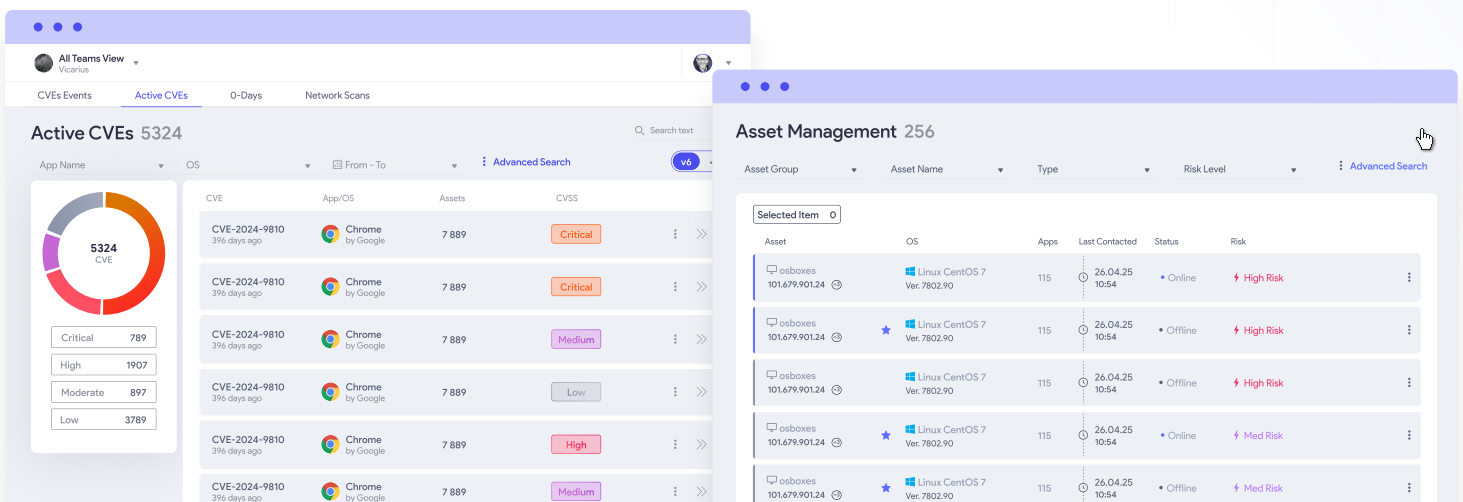 All Teams View
Vicarius
CVEs Events Active CVEs 0-Days Network Scans
Active CVEs 5324
Search text
App Name OS From - To Advanced Search v6
5324
CVE
Critical 789
High 1907
Moderate 897
Low 3789
CVE App/OS Assets CVSS
CVE-2024-9810 Chrome 7 889 Critical
396 days ago by Google
CVE-2024-9810 Chrome 7 889 Critical
396 days ago by Google
CVE-2024-9810 Chrome 7 889 Medium
396 days ago by Google
CVE-2024-9810 Chrome 7 889 Low
396 days ago by Google
CVE-2024-9810 Chrome 7 889 High
396 days ago by Google
CVE-2024-9810 Chrome 7 889 Medium
396 days ago by Google
Asset Management 256
Asset Group Asset Name Type Risk Level Advanced Search
Selected Item 0
Asset OS Apps Last Contacted Status Risk
osboxes Linux CentOS 7 115 26.04.25 Online High Risk
101.679.901.24 +3 Ver. 7802.90 10:54
osboxes Linux CentOS 7 115 26.04.25 Offline High Risk
101.679.901.24 +3 Ver. 7802.90 10:54
osboxes Linux CentOS 7 115 26.04.25 Offline High Risk
101.679.901.24 +3 Ver. 7802.90 10:54
osboxes Linux CentOS 7 115 26.04.25 Online Med Risk
101.679.901.24 +3 Ver. 7802.90 10:54
osboxes Linux CentOS 7 115 26.04.25 Offline Med Risk
101.679.901.24 +3 Ver. 7802.90 10:54